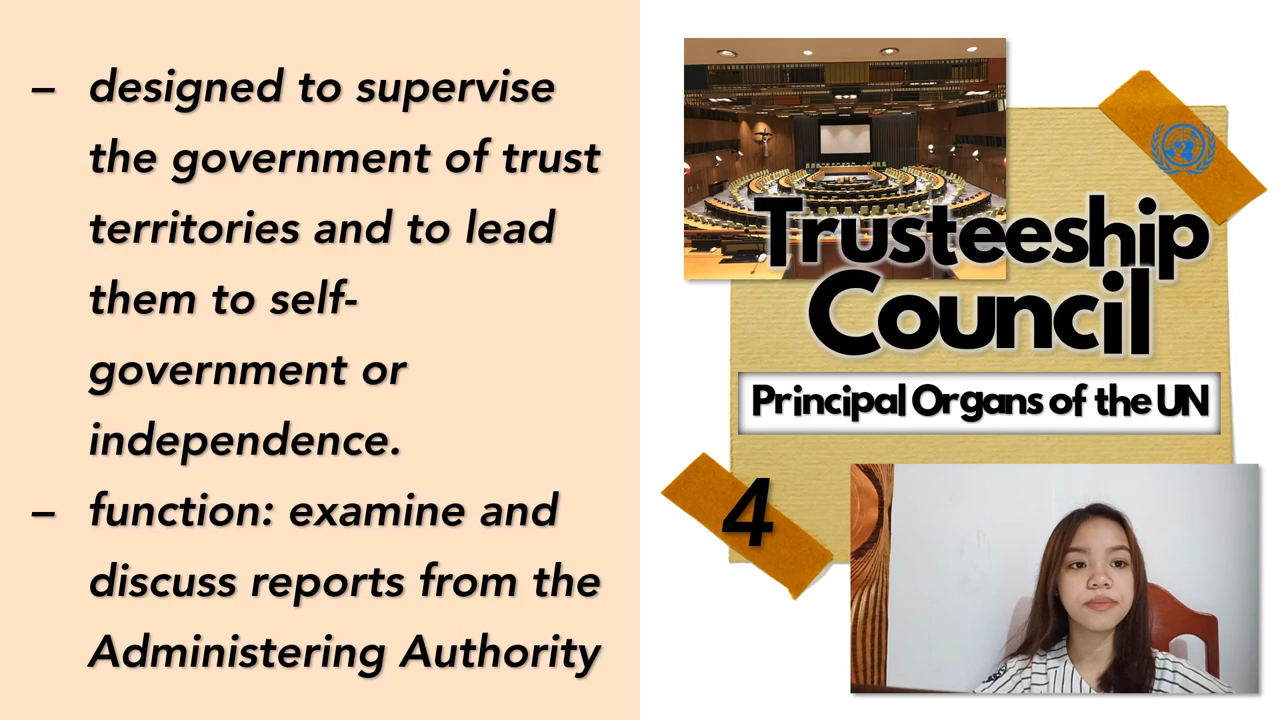 – designed to supervise
the government of trust
territories and to lead
them to self-
government or
independence.
– function: examine and
discuss reports from the
Administering Authority
Trusteeship
Council
Principal Organs of the UN
4